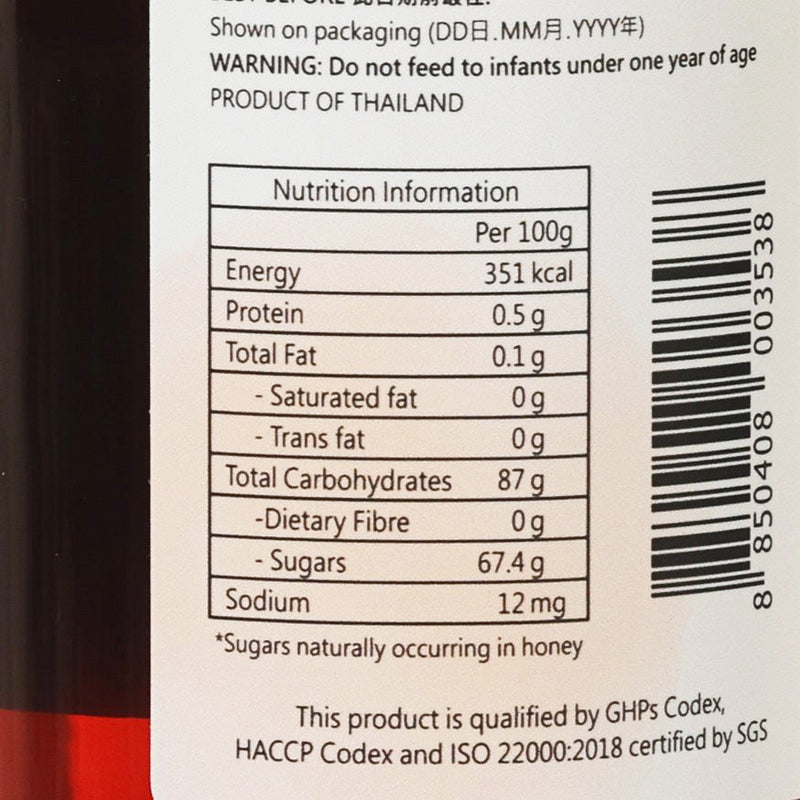 Shown on packaging (DD日.MM月.YYYY年)
WARNING: Do not feed to infants under one year of age
PRODUCT OF THAILAND
Nutrition Information
Per 100g
Energy 351 kcal
Protein 0.5 g
Total Fat 0.1 g
- Saturated fat 0 g
- Trans fat 0 g
Total Carbohydrates 87 g
-Dietary Fibre 0 g
- Sugars 67.4 g
Sodium 12 mg
*Sugars naturally occurring in honey
This product is qualified by GHPs Codex,
HACCP Codex and ISO 22000:2018 certified by SGS
8 850408 003538